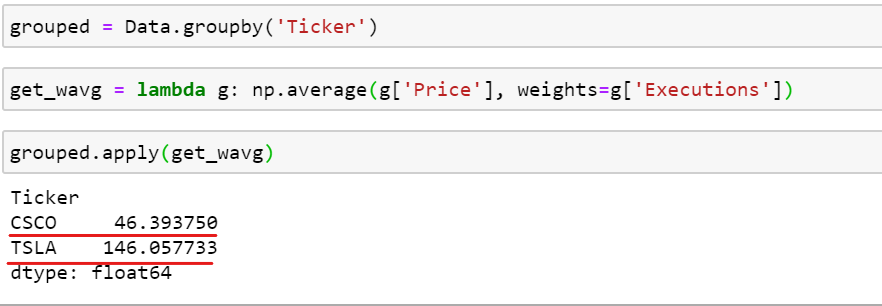 grouped = Data.groupby('Ticker')
get_wavg = lambda g: np.average(g['Price'], weights=g['Executions'])
grouped.apply(get_wavg)
Ticker
CSCO     46.393750
TSLA    146.057733
dtype: float64